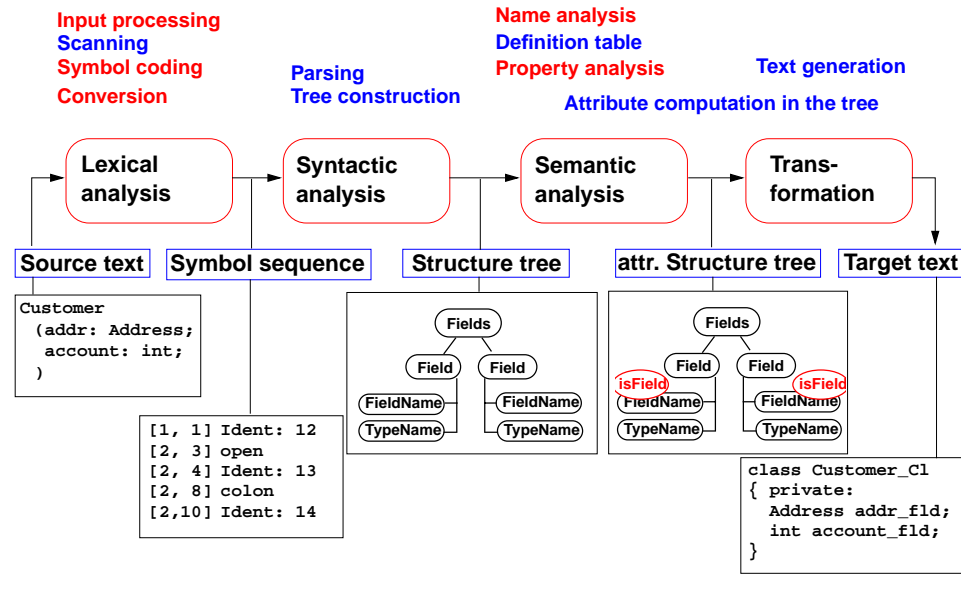 Input processing
Scanning
Symbol coding
Conversion
Parsing
Tree construction
Name analysis
Definition table
Property analysis
Text generation
Attribute computation in the tree
Lexical
analysis
Syntactic
analysis
Semantic
analysis
Trans-
formation
Source text
Symbol sequence
Structure tree
attr. Structure tree
Target text
Customer
(addr: Address;
account: int;
)
[1, 1] Ident: 12
[2, 3] open
[2, 4] Ident: 13
[2, 8] colon
[2,10] Ident: 14
Fields
Field Field
FieldName FieldName
TypeName TypeName
Fields
Field Field
isField isField
FieldName FieldName
TypeName TypeName
class Customer_Cl
{ private:
Address addr_fld;
int account_fld;
}